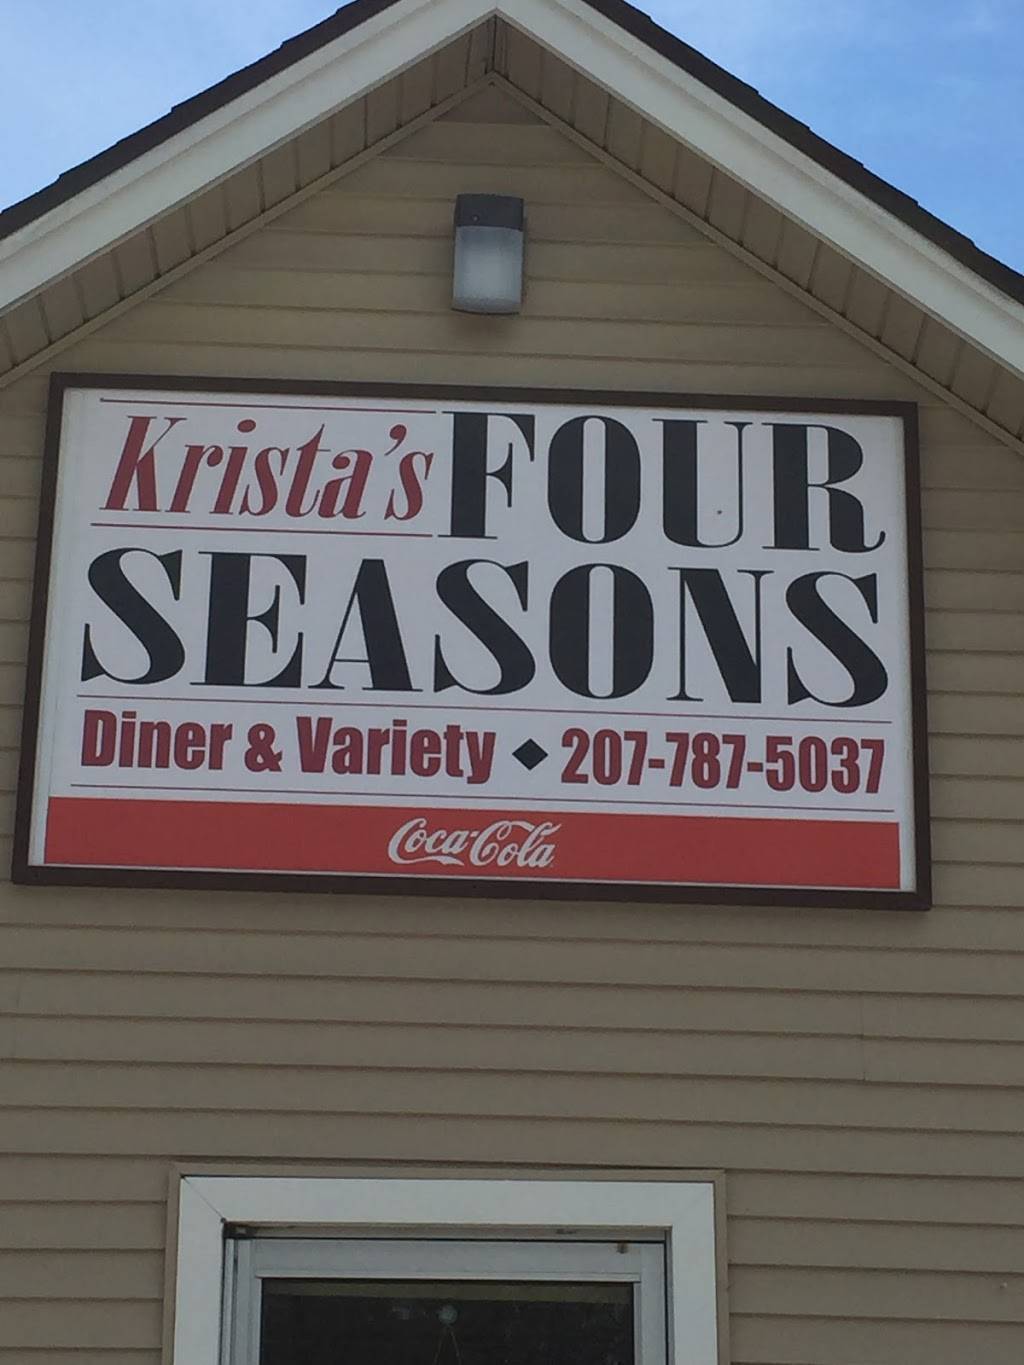 Krista's FOUR
SEASONS
Diner & Variety ◆ 207-787-5037
Coca-Cola